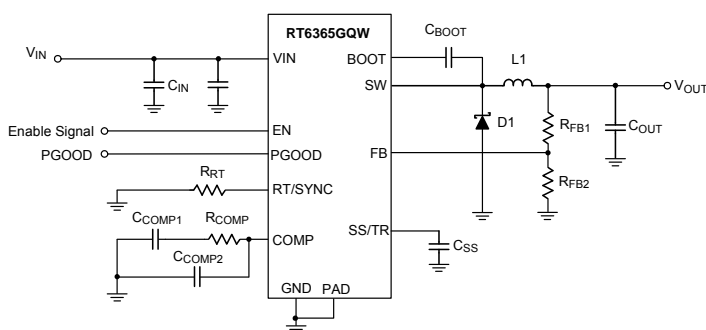 RT6365GQW
VIN
CIN
VIN
BOOT
CBOOT
L1
SW
VOUT
Enable Signal
EN
D1
RFB1
COUT
PGOOD
PGOOD
FB
RRT
RT/SYNC
RFB2
CCOMP1
RCOMP
COMP
SS/TR
CSS
CCOMP2
GND
PAD